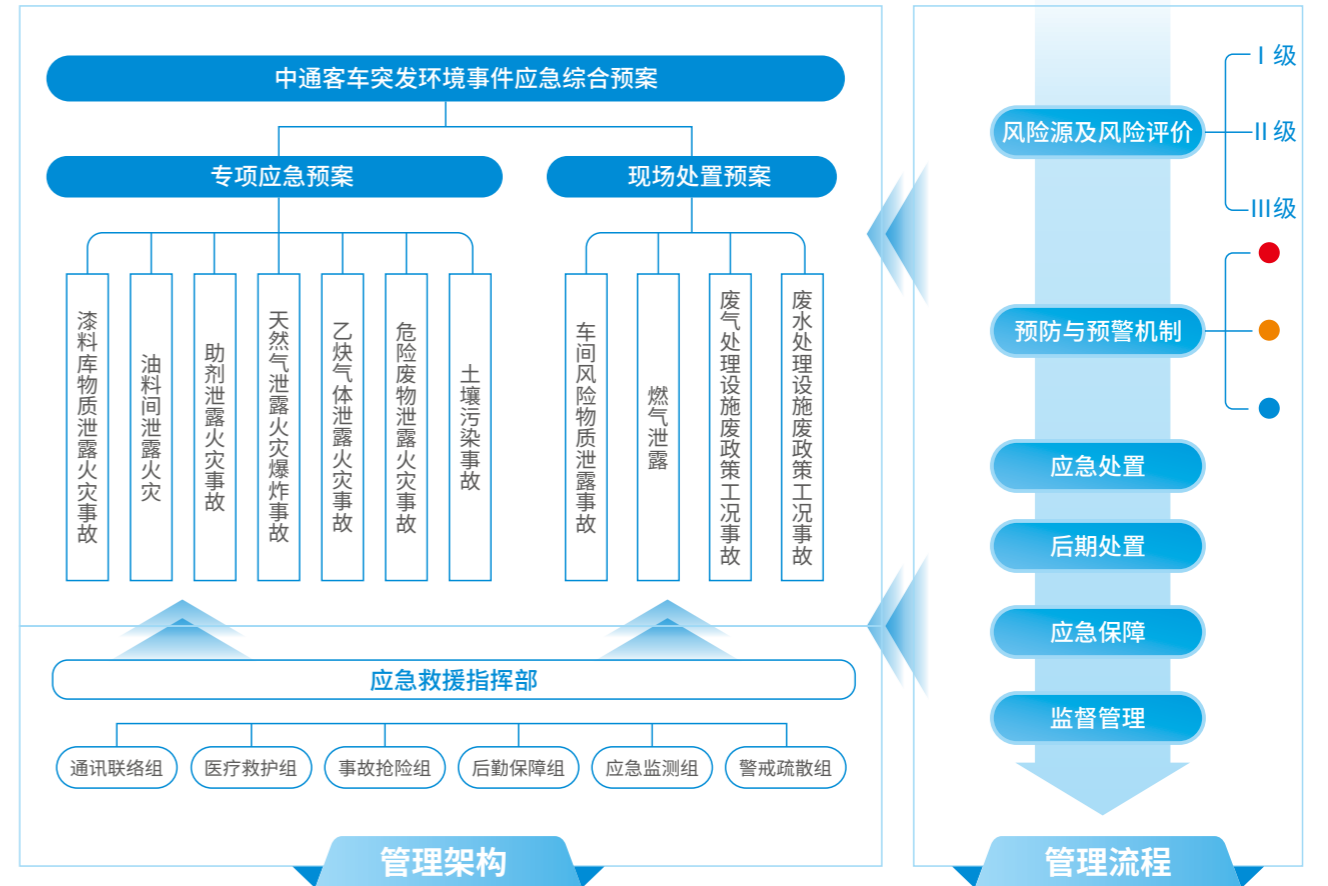 中通客车突发环境事件应急综合预案
专项应急预案
现场处置预案
漆料库物质泄露火灾事故
油料间泄露火灾
助剂泄露火灾事故
天然气泄露火灾爆炸事故
乙炔气体泄露火灾事故
危险废物泄露火灾事故
土壤污染事故
车间风险物质泄露事故
燃气泄露
废气处理设施废政策工况事故
废水处理设施废政策工况事故
应急救援指挥部
通讯联络组
医疗救护组
事故抢险组
后勤保障组
应急监测组
警戒疏散组
管理架构
风险源及风险评价
I 级
II 级
III级
预防与预警机制
应急处置
后期处置
应急保障
监督管理
管理流程